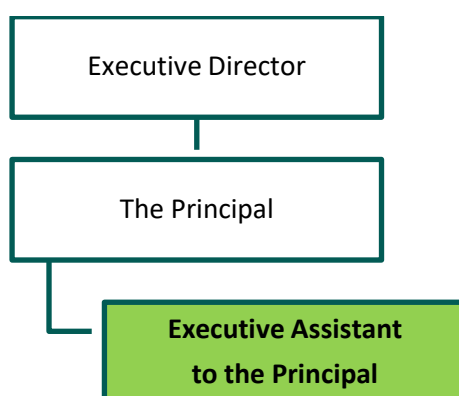 Executive Director
The Principal
Executive Assistant
to the Principal